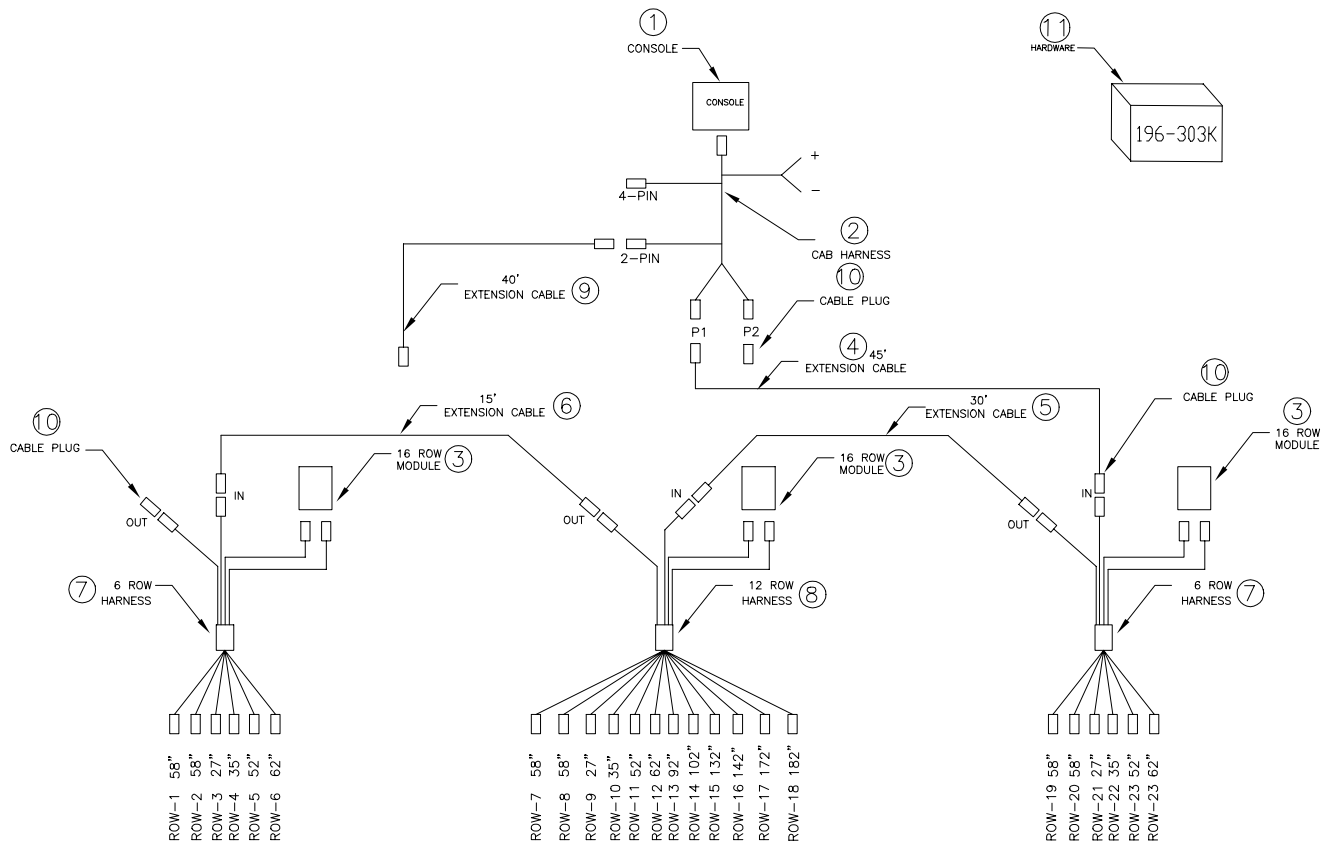 1
CONSOLE
CONSOLE
11
HARDWARE
196-303K
+
-
4-PIN
2-PIN
2
CAB HARNESS
10
CABLE PLUG
40'
EXTENSION CABLE 9
P1
P2
4 45'
EXTENSION CABLE
10
CABLE PLUG
15'
EXTENSION CABLE 6
30'
EXTENSION CABLE 5
10
CABLE PLUG
3
16 ROW
MODULE
16 ROW
MODULE 3
16 ROW
MODULE 3
IN
OUT
IN
OUT
IN
OUT
7 6 ROW
HARNESS
12 ROW
HARNESS 8
6 ROW
HARNESS 7
ROW-1 58"
ROW-2 58"
ROW-3 27"
ROW-4 35"
ROW-5 52"
ROW-6 62"
ROW-7 58"
ROW-8 58"
ROW-9 27"
ROW-10 35"
ROW-11 52"
ROW-12 62"
ROW-13 92"
ROW-14 102"
ROW-15 132"
ROW-16 142"
ROW-17 172"
ROW-18 182"
ROW-19 58"
ROW-20 58"
ROW-21 27"
ROW-22 35"
ROW-23 52"
ROW-23 62"